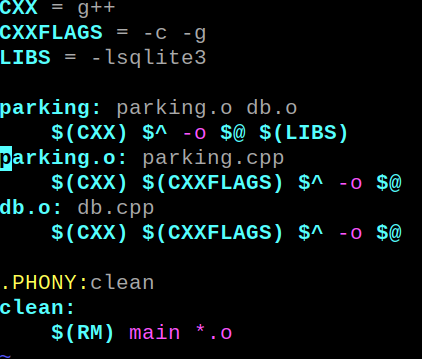 CXX = g++
CXXFLAGS = -c -g
LIBS = -lsqlite3

parking: parking.o db.o
    $(CXX) $^ -o $@ $(LIBS)
parking.o: parking.cpp
    $(CXX) $(CXXFLAGS) $^ -o $@
db.o: db.cpp
    $(CXX) $(CXXFLAGS) $^ -o $@

.PHONY:clean
clean:
    $(RM) main *.o
~